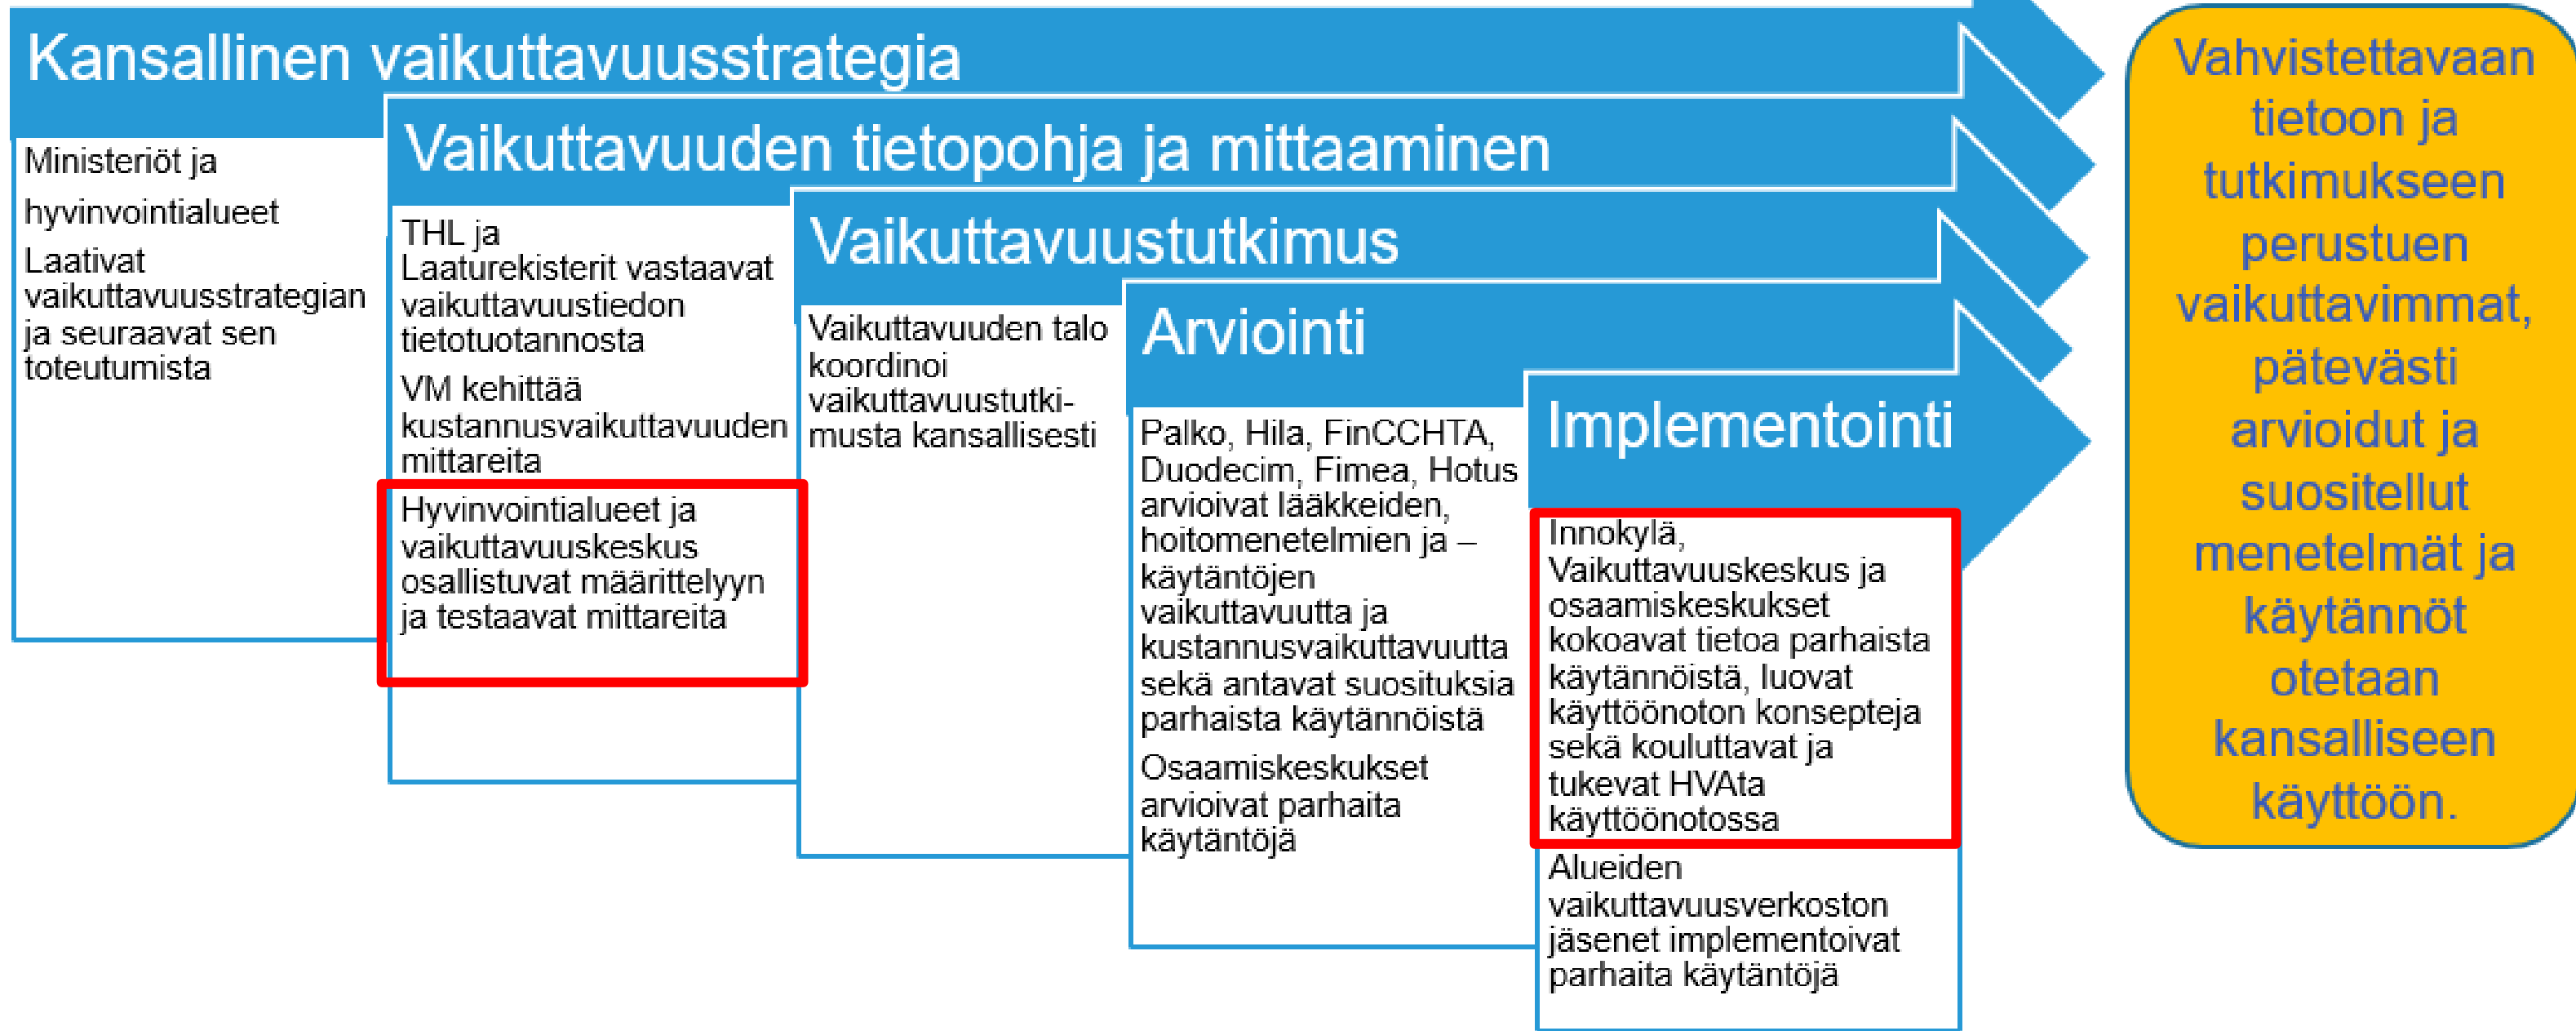 Kansallinen vaikuttavuusstrategia
Ministeriöt ja
hyvinvointialueet
Laativat
vaikuttavuusstrategian
ja seuraavat sen
toteutumista
Vaikuttavuuden tietopohja ja mittaaminen
THL ja
Laaturekisterit vastaavat
vaikuttavuustiedon
tietotuotannosta
VM kehittää
kustannusvaikuttavuuden
mittareita
Hyvinvointialueet ja
vaikuttavuuskeskus
osallistuvat määrittelyyn
ja testaavat mittareita
Vaikuttavuustutkimus
Vaikuttavuuden talo
koordinoi
vaikuttavuustutki-
musta kansallisesti
Arviointi
Palko, Hila, FinCCHTA,
Duodecim, Fimea, Hotus
arvioivat lääkkeiden,
hoitomenetelmien ja –
käytäntöjen
vaikuttavuutta ja
kustannusvaikuttavuutta
sekä antavat suosituksia
parhaista käytännöistä
Osaamiskeskukset
arvioivat parhaita
käytäntöjä
Implementointi
Innokylä,
Vaikuttavuuskeskus ja
osaamiskeskukset
kokoavat tietoa parhaista
käytännöistä, luovat
käyttöönoton konsepteja
sekä kouluttavat ja
tukevat HVAta
käyttöönotossa
Alueiden
vaikuttavuusverkoston
jäsenet implementoivat
parhaita käytäntöjä
Vahvistettavaan
tietoon ja
tutkimukseen
perustuen
vaikuttavimmat,
pätevästi
arvioidut ja
suositellut
menetelmät ja
käytännöt
otetaan
kansalliseen
käyttöön.